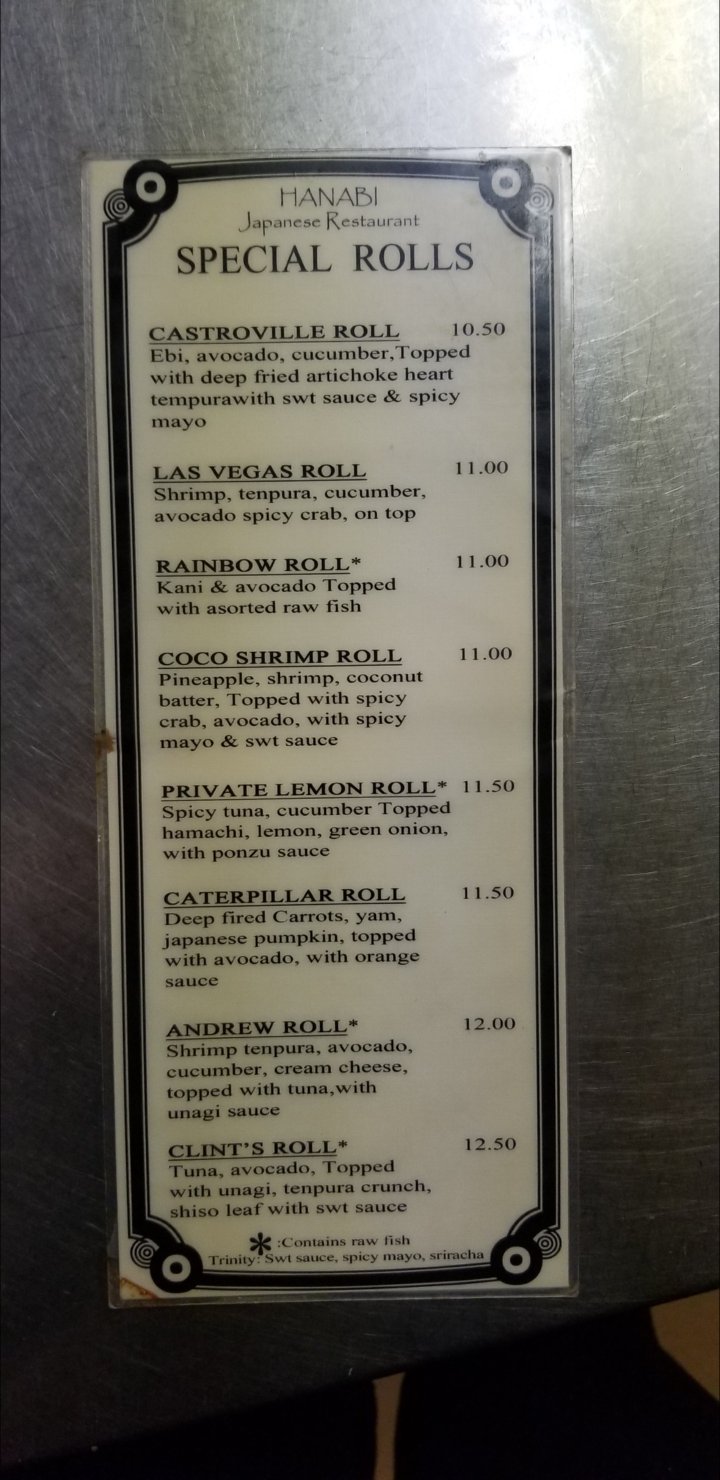 HANABI
Japanese Restaurant
SPECIAL ROLLS
CASTROVILLE ROLL 10.50
Ebi, avocado, cucumber,Topped
with deep fried artichoke heart
tempurawith swt sauce & spicy
mayo
LAS VEGAS ROLL 11.00
Shrimp, tenpura, cucumber,
avocado spicy crab, on top
RAINBOW ROLL* 11.00
Kani & avocado Topped
with asorted raw fish
COCO SHRIMP ROLL 11.00
Pineapple, shrimp, coconut
batter, Topped with spicy
crab, avocado, with spicy
mayo & swt sauce
PRIVATE LEMON ROLL* 11.50
Spicy tuna, cucumber Topped
hamachi, lemon, green onion,
with ponzu sauce
CATERPILLAR ROLL 11.50
Deep fired Carrots, yam,
japanese pumpkin, topped
with avocado, with orange
sauce
ANDREW ROLL* 12.00
Shrimp tenpura, avocado,
cucumber, cream cheese,
topped with tuna,with
unagi sauce
CLINT'S ROLL* 12.50
Tuna, avocado, Topped
with unagi, tenpura crunch,
shiso leaf with swt sauce
* :Contains raw fish
Trinity: Swt sauce, spicy mayo, sriracha